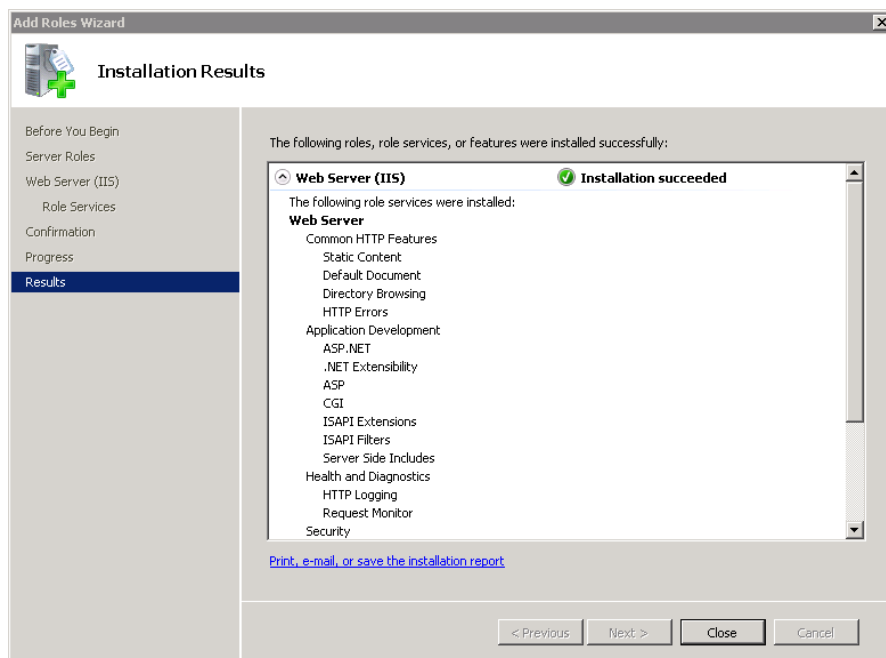 Add Roles Wizard
Installation Results
Before You Begin
Server Roles
Web Server (IIS)
Role Services
Confirmation
Progress
Results
The following roles, role services, or features were installed successfully:
Web Server (IIS) Installation succeeded
The following role services were installed:
Web Server
Common HTTP Features
Static Content
Default Document
Directory Browsing
HTTP Errors
Application Development
ASP.NET
.NET Extensibility
ASP
CGI
ISAPI Extensions
ISAPI Filters
Server Side Includes
Health and Diagnostics
HTTP Logging
Request Monitor
Security
Print, e-mail, or save the installation report
< Previous Next > Close Cancel